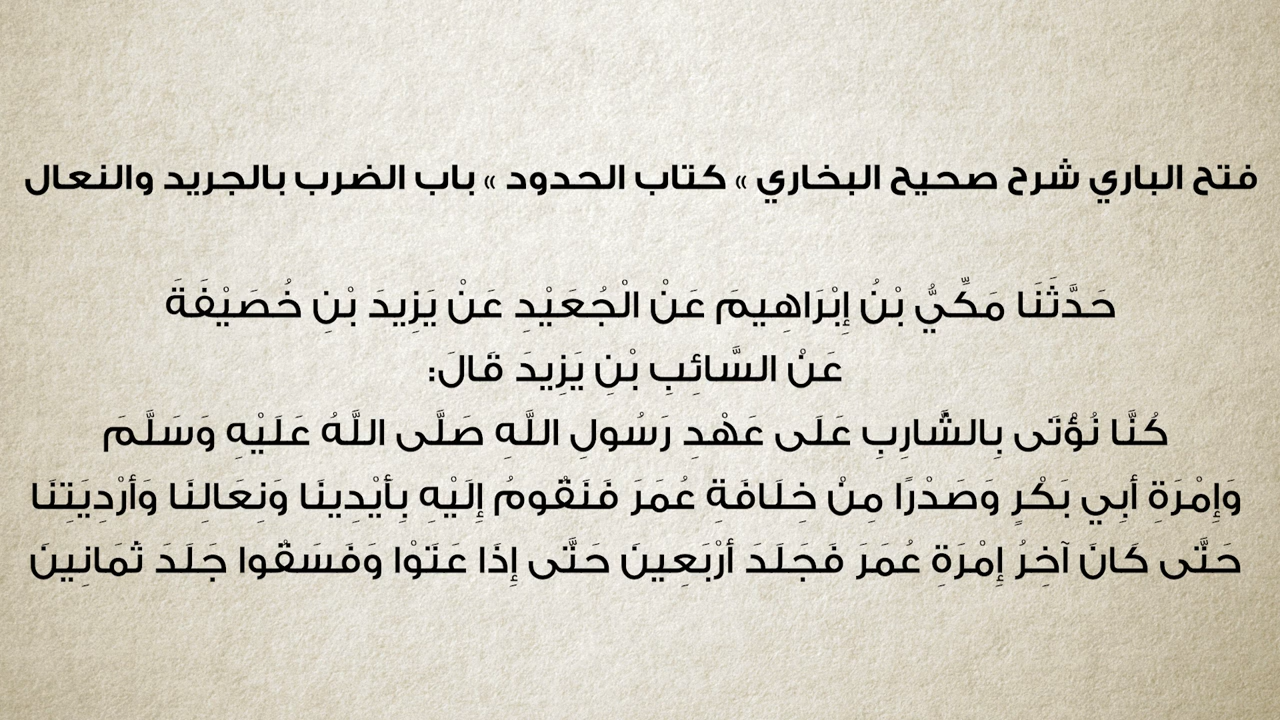 فتح الباري شرح صحيح البخاري » كتاب الحدود » باب الضرب بالجريد والنعال
حَدَّثَنَا مَكِّيُّ بْنُ إِبْرَاهِيمَ عَنْ الْجُعَيْدِ عَنْ يَزِيدَ بْنِ خُصَيْفَةَ
عَنْ السَّائِبِ بْنِ يَزِيدَ قَالَ:
كُنَّا نُؤْتَى بِالشَّارِبِ عَلَى عَهْدِ رَسُولِ اللَّهِ صَلَّى اللَّهُ عَلَيْهِ وَسَلَّمَ
وَإِمْرَةِ أَبِي بَكْرٍ وَصَدْرًا مِنْ خِلَافَةِ عُمَرَ فَنَقُومُ إِلَيْهِ بِأَيْدِينَا وَنِعَالِنَا وَأَرْدِيَتِنَا
حَتَّى كَانَ آخِرُ إِمْرَةِ عُمَرَ فَجَلَدَ أَرْبَعِينَ حَتَّى إِذَا عَتَوْا وَفَسَقُوا جَلَدَ ثَمَانِينَ